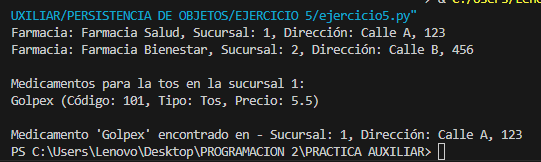 UXILIAR/PERSISTENCIA DE OBJETOS/EJERCICIO 5/ejercicio5.py"
Farmacia: Farmacia Salud, Sucursal: 1, Dirección: Calle A, 123
Farmacia: Farmacia Bienestar, Sucursal: 2, Dirección: Calle B, 456
Medicamentos para la tos en la sucursal 1:
Golpex (Código: 101, Tipo: Tos, Precio: 5.5)
Medicamento 'Golpex' encontrado en - Sucursal: 1, Dirección: Calle A, 123
PS C:\Users\Lenovo\Desktop\PROGRAMACION 2\PRACTICA AUXILIAR>